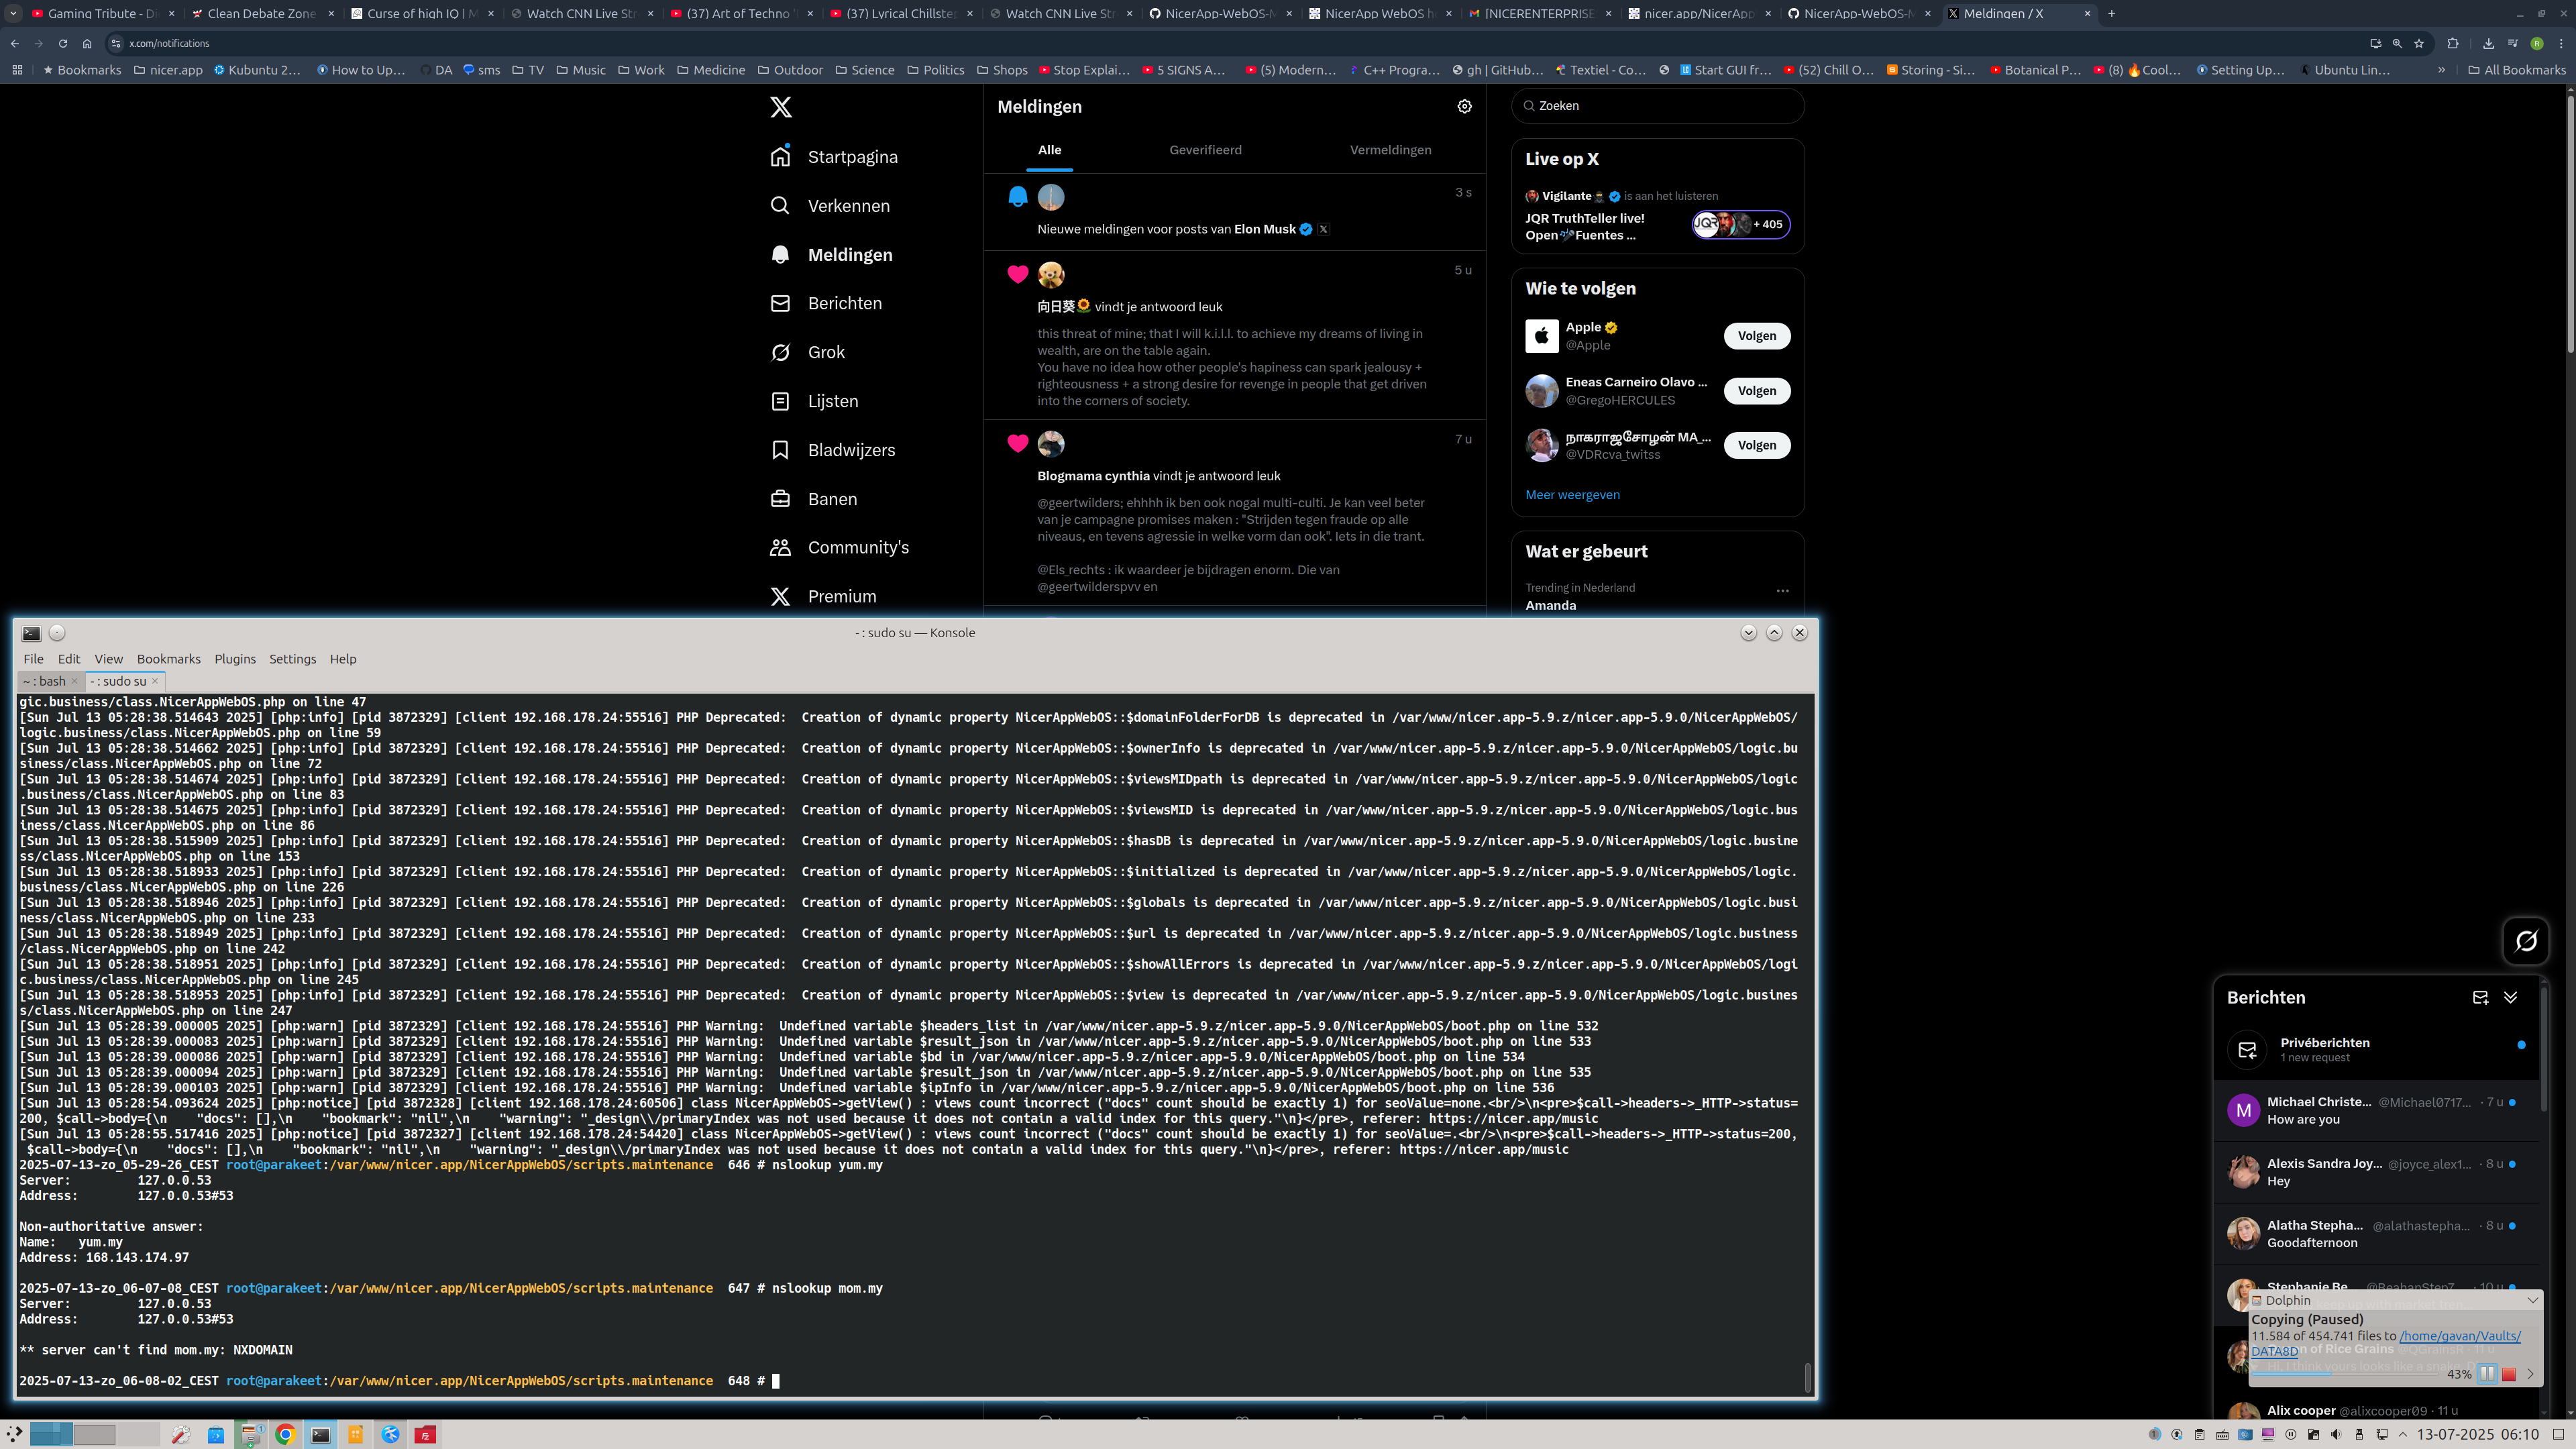 Gaming Tribute - Di
Clean Debate Zone
Curse of high IQ | M
Watch CNN Live Str
(37) Art of Techno
(37) Lyrical Chillste
Watch CNN Live Str
NicerApp-WebOS-M
NicerApp WebOS h
[NICERENTERPRISE
nicer.app/NicerApp
NicerApp-WebOS-M
Meldingen / X
x.com/notifications
Bookmarks
nicer.app
Kubuntu 2...
How to Up...
DA
sms
TV
Music
Work
Medicine
Outdoor
Science
Politics
Shops
Stop Explai...
5 SIGNS A...
(5) Modern...
C++ Progra...
gh | GitHub...
Textiel - Co...
Start GUI fr...
(52) Chill O...
Storing - Si...
Botanical P...
(8) 🔥Cool...
Setting Up...
Ubuntu Lin...
»
All Bookmarks
Startpagina
Verkennen
Meldingen
Berichten
Grok
Lijsten
Bladwijzers
Banen
Community's
Premium
Meldingen
Alle
Geverifieerd
Vermeldingen
3 s
Nieuwe meldingen voor posts van Elon Musk
5 u
向日葵🌻 vindt je antwoord leuk
this threat of mine; that I will k.i.l.l. to achieve my dreams of living in
wealth, are on the table again.
You have no idea how other people's hapiness can spark jealousy +
righteousness + a strong desire for revenge in people that get driven
into the corners of society.
7 u
Blogmama cynthia vindt je antwoord leuk
@geertwilders; ehhhh ik ben ook nogal multi-culti. Je kan veel beter
van je campagne promises maken : "Strijden tegen fraude op alle
niveaus, en tevens agressie in welke vorm dan ook". Iets in die trant.
@Els_rechts : ik waardeer je bijdragen enorm. Die van
@geertwilderspvv en
Zoeken
Live op X
Vigilante is aan het luisteren
JQR TruthTeller live!
Open🎤Fuentes ...
JQR
+ 405
Wie te volgen
Apple
@Apple
Volgen
Eneas Carneiro Olavo ...
@GregoHERCULES
Volgen
நாகராஜசோழன் MA_...
@VDRcva_twitss
Volgen
Meer weergeven
Wat er gebeurt
Trending in Nederland
Amanda
- : sudo su — Konsole
File Edit View Bookmarks Plugins Settings Help
~ : bash
- : sudo su
gic.business/class.NicerAppWebOS.php on line 47
[Sun Jul 13 05:28:38.514643 2025] [php:info] [pid 3872329] [client 192.168.178.24:55516] PHP Deprecated:  Creation of dynamic property NicerAppWebOS::$domainFolderForDB is deprecated in /var/www/nicer.app-5.9.z/nicer.app-5.9.0/NicerAppWebOS/
logic.business/class.NicerAppWebOS.php on line 59
[Sun Jul 13 05:28:38.514662 2025] [php:info] [pid 3872329] [client 192.168.178.24:55516] PHP Deprecated:  Creation of dynamic property NicerAppWebOS::$ownerInfo is deprecated in /var/www/nicer.app-5.9.z/nicer.app-5.9.0/NicerAppWebOS/logic.bu
siness/class.NicerAppWebOS.php on line 72
[Sun Jul 13 05:28:38.514674 2025] [php:info] [pid 3872329] [client 192.168.178.24:55516] PHP Deprecated:  Creation of dynamic property NicerAppWebOS::$viewsMIDpath is deprecated in /var/www/nicer.app-5.9.z/nicer.app-5.9.0/NicerAppWebOS/logic
.business/class.NicerAppWebOS.php on line 83
[Sun Jul 13 05:28:38.514675 2025] [php:info] [pid 3872329] [client 192.168.178.24:55516] PHP Deprecated:  Creation of dynamic property NicerAppWebOS::$viewsMID is deprecated in /var/www/nicer.app-5.9.z/nicer.app-5.9.0/NicerAppWebOS/logic.bus
iness/class.NicerAppWebOS.php on line 86
[Sun Jul 13 05:28:38.515909 2025] [php:info] [pid 3872329] [client 192.168.178.24:55516] PHP Deprecated:  Creation of dynamic property NicerAppWebOS::$hasDB is deprecated in /var/www/nicer.app-5.9.z/nicer.app-5.9.0/NicerAppWebOS/logic.busine
ss/class.NicerAppWebOS.php on line 153
[Sun Jul 13 05:28:38.518933 2025] [php:info] [pid 3872329] [client 192.168.178.24:55516] PHP Deprecated:  Creation of dynamic property NicerAppWebOS::$initialized is deprecated in /var/www/nicer.app-5.9.z/nicer.app-5.9.0/NicerAppWebOS/logic.
business/class.NicerAppWebOS.php on line 226
[Sun Jul 13 05:28:38.518946 2025] [php:info] [pid 3872329] [client 192.168.178.24:55516] PHP Deprecated:  Creation of dynamic property NicerAppWebOS::$globals is deprecated in /var/www/nicer.app-5.9.z/nicer.app-5.9.0/NicerAppWebOS/logic.busi
ness/class.NicerAppWebOS.php on line 233
[Sun Jul 13 05:28:38.518949 2025] [php:info] [pid 3872329] [client 192.168.178.24:55516] PHP Deprecated:  Creation of dynamic property NicerAppWebOS::$url is deprecated in /var/www/nicer.app-5.9.z/nicer.app-5.9.0/NicerAppWebOS/logic.business
/class.NicerAppWebOS.php on line 242
[Sun Jul 13 05:28:38.518951 2025] [php:info] [pid 3872329] [client 192.168.178.24:55516] PHP Deprecated:  Creation of dynamic property NicerAppWebOS::$showAllErrors is deprecated in /var/www/nicer.app-5.9.z/nicer.app-5.9.0/NicerAppWebOS/logi
c.business/class.NicerAppWebOS.php on line 245
[Sun Jul 13 05:28:38.518953 2025] [php:info] [pid 3872329] [client 192.168.178.24:55516] PHP Deprecated:  Creation of dynamic property NicerAppWebOS::$view is deprecated in /var/www/nicer.app-5.9.z/nicer.app-5.9.0/NicerAppWebOS/logic.busines
s/class.NicerAppWebOS.php on line 247
[Sun Jul 13 05:28:39.000005 2025] [php:warn] [pid 3872329] [client 192.168.178.24:55516] PHP Warning:  Undefined variable $headers_list in /var/www/nicer.app-5.9.z/nicer.app-5.9.0/NicerAppWebOS/boot.php on line 532
[Sun Jul 13 05:28:39.000083 2025] [php:warn] [pid 3872329] [client 192.168.178.24:55516] PHP Warning:  Undefined variable $result_json in /var/www/nicer.app-5.9.z/nicer.app-5.9.0/NicerAppWebOS/boot.php on line 533
[Sun Jul 13 05:28:39.000086 2025] [php:warn] [pid 3872329] [client 192.168.178.24:55516] PHP Warning:  Undefined variable $bd in /var/www/nicer.app-5.9.z/nicer.app-5.9.0/NicerAppWebOS/boot.php on line 534
[Sun Jul 13 05:28:39.000094 2025] [php:warn] [pid 3872329] [client 192.168.178.24:55516] PHP Warning:  Undefined variable $result_json in /var/www/nicer.app-5.9.z/nicer.app-5.9.0/NicerAppWebOS/boot.php on line 535
[Sun Jul 13 05:28:39.000103 2025] [php:warn] [pid 3872329] [client 192.168.178.24:55516] PHP Warning:  Undefined variable $ipInfo in /var/www/nicer.app-5.9.z/nicer.app-5.9.0/NicerAppWebOS/boot.php on line 536
[Sun Jul 13 05:28:54.093624 2025] [php:notice] [pid 3872328] [client 192.168.178.24:60506] class NicerAppWebOS->getView() : views count incorrect ("docs" count should be exactly 1) for seoValue=none.<br/>\n<pre>$call->headers->_HTTP->status=
200, $call->body={\n    "docs": [],\n    "bookmark": "nil",\n    "warning": "_design\\/primaryIndex was not used because it does not contain a valid index for this query."\n}</pre>, referer: https://nicer.app/music
[Sun Jul 13 05:28:55.517416 2025] [php:notice] [pid 3872327] [client 192.168.178.24:54420] class NicerAppWebOS->getView() : views count incorrect ("docs" count should be exactly 1) for seoValue=.<br/>\n<pre>$call->headers->_HTTP->status=200,
 $call->body={\n    "docs": [],\n    "bookmark": "nil",\n    "warning": "_design\\/primaryIndex was not used because it does not contain a valid index for this query."\n}</pre>, referer: https://nicer.app/music
2025-07-13-zo_05-29-26_CEST root@parakeet:/var/www/nicer.app/NicerAppWebOS/scripts.maintenance  646 # nslookup yum.my
Server:         127.0.0.53
Address:        127.0.0.53#53
Non-authoritative answer:
Name:   yum.my
Address: 168.143.174.97
2025-07-13-zo_06-07-08_CEST root@parakeet:/var/www/nicer.app/NicerAppWebOS/scripts.maintenance  647 # nslookup mom.my
Server:         127.0.0.53
Address:        127.0.0.53#53
** server can't find mom.my: NXDOMAIN
2025-07-13-zo_06-08-02_CEST root@parakeet:/var/www/nicer.app/NicerAppWebOS/scripts.maintenance  648 #
Berichten
Privéberichten
1 new request
M
Michael Christe... @Michael0717... · 7 u
How are you
Alexis Sandra Joy... @joyce_alex1... · 8 u
Hey
Alatha Stepha... @alathastepha... · 8 u
Goodafternoon
Stephanie Be @BeahanStep7 · 10 u
Dolphin
Copying (Paused)
11.584 of 454.741 files to /home/gavan/Vaults/
DATA8D
of Rice Grains @QGrainsR · 11 u
43%
Alix cooper @alixcooper09 · 11 u
13-07-2025 06:10